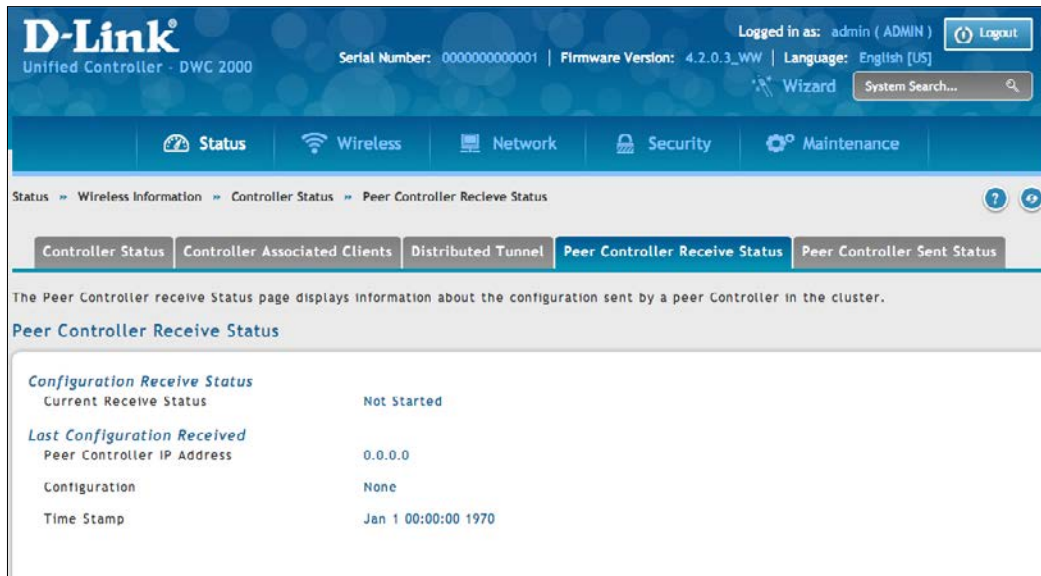 D-Link®
Unified Controller - DWC 2000
Logged in as: admin ( ADMIN ) Logout
Serial Number: 0000000000001 | Firmware Version: 4.2.0.3_WW | Language: English [US]
Wizard System Search...
Status Wireless Network Security Maintenance
Status » Wireless Information » Controller Status » Peer Controller Recieve Status
Controller Status Controller Associated Clients Distributed Tunnel Peer Controller Receive Status Peer Controller Sent Status
The Peer Controller receive Status page displays information about the configuration sent by a peer Controller in the cluster.
Peer Controller Receive Status
Configuration Receive Status
Current Receive Status Not Started
Last Configuration Received
Peer Controller IP Address 0.0.0.0
Configuration None
Time Stamp Jan 1 00:00:00 1970